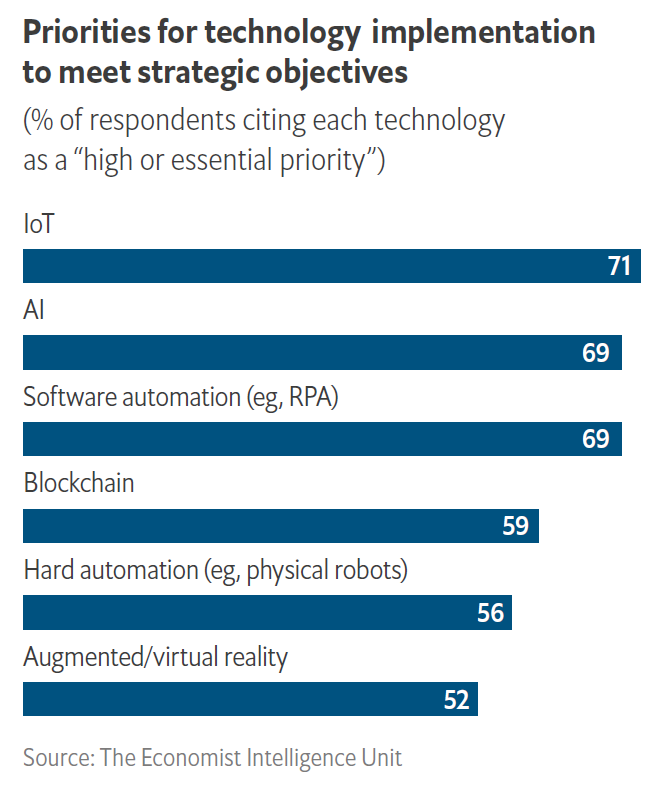 Priorities for technology implementation
to meet strategic objectives
(% of respondents citing each technology
as a “high or essential priority”)
IoT
71
AI
69
Software automation (eg, RPA)
69
Blockchain
59
Hard automation (eg, physical robots)
56
Augmented/virtual reality
52
Source: The Economist Intelligence Unit